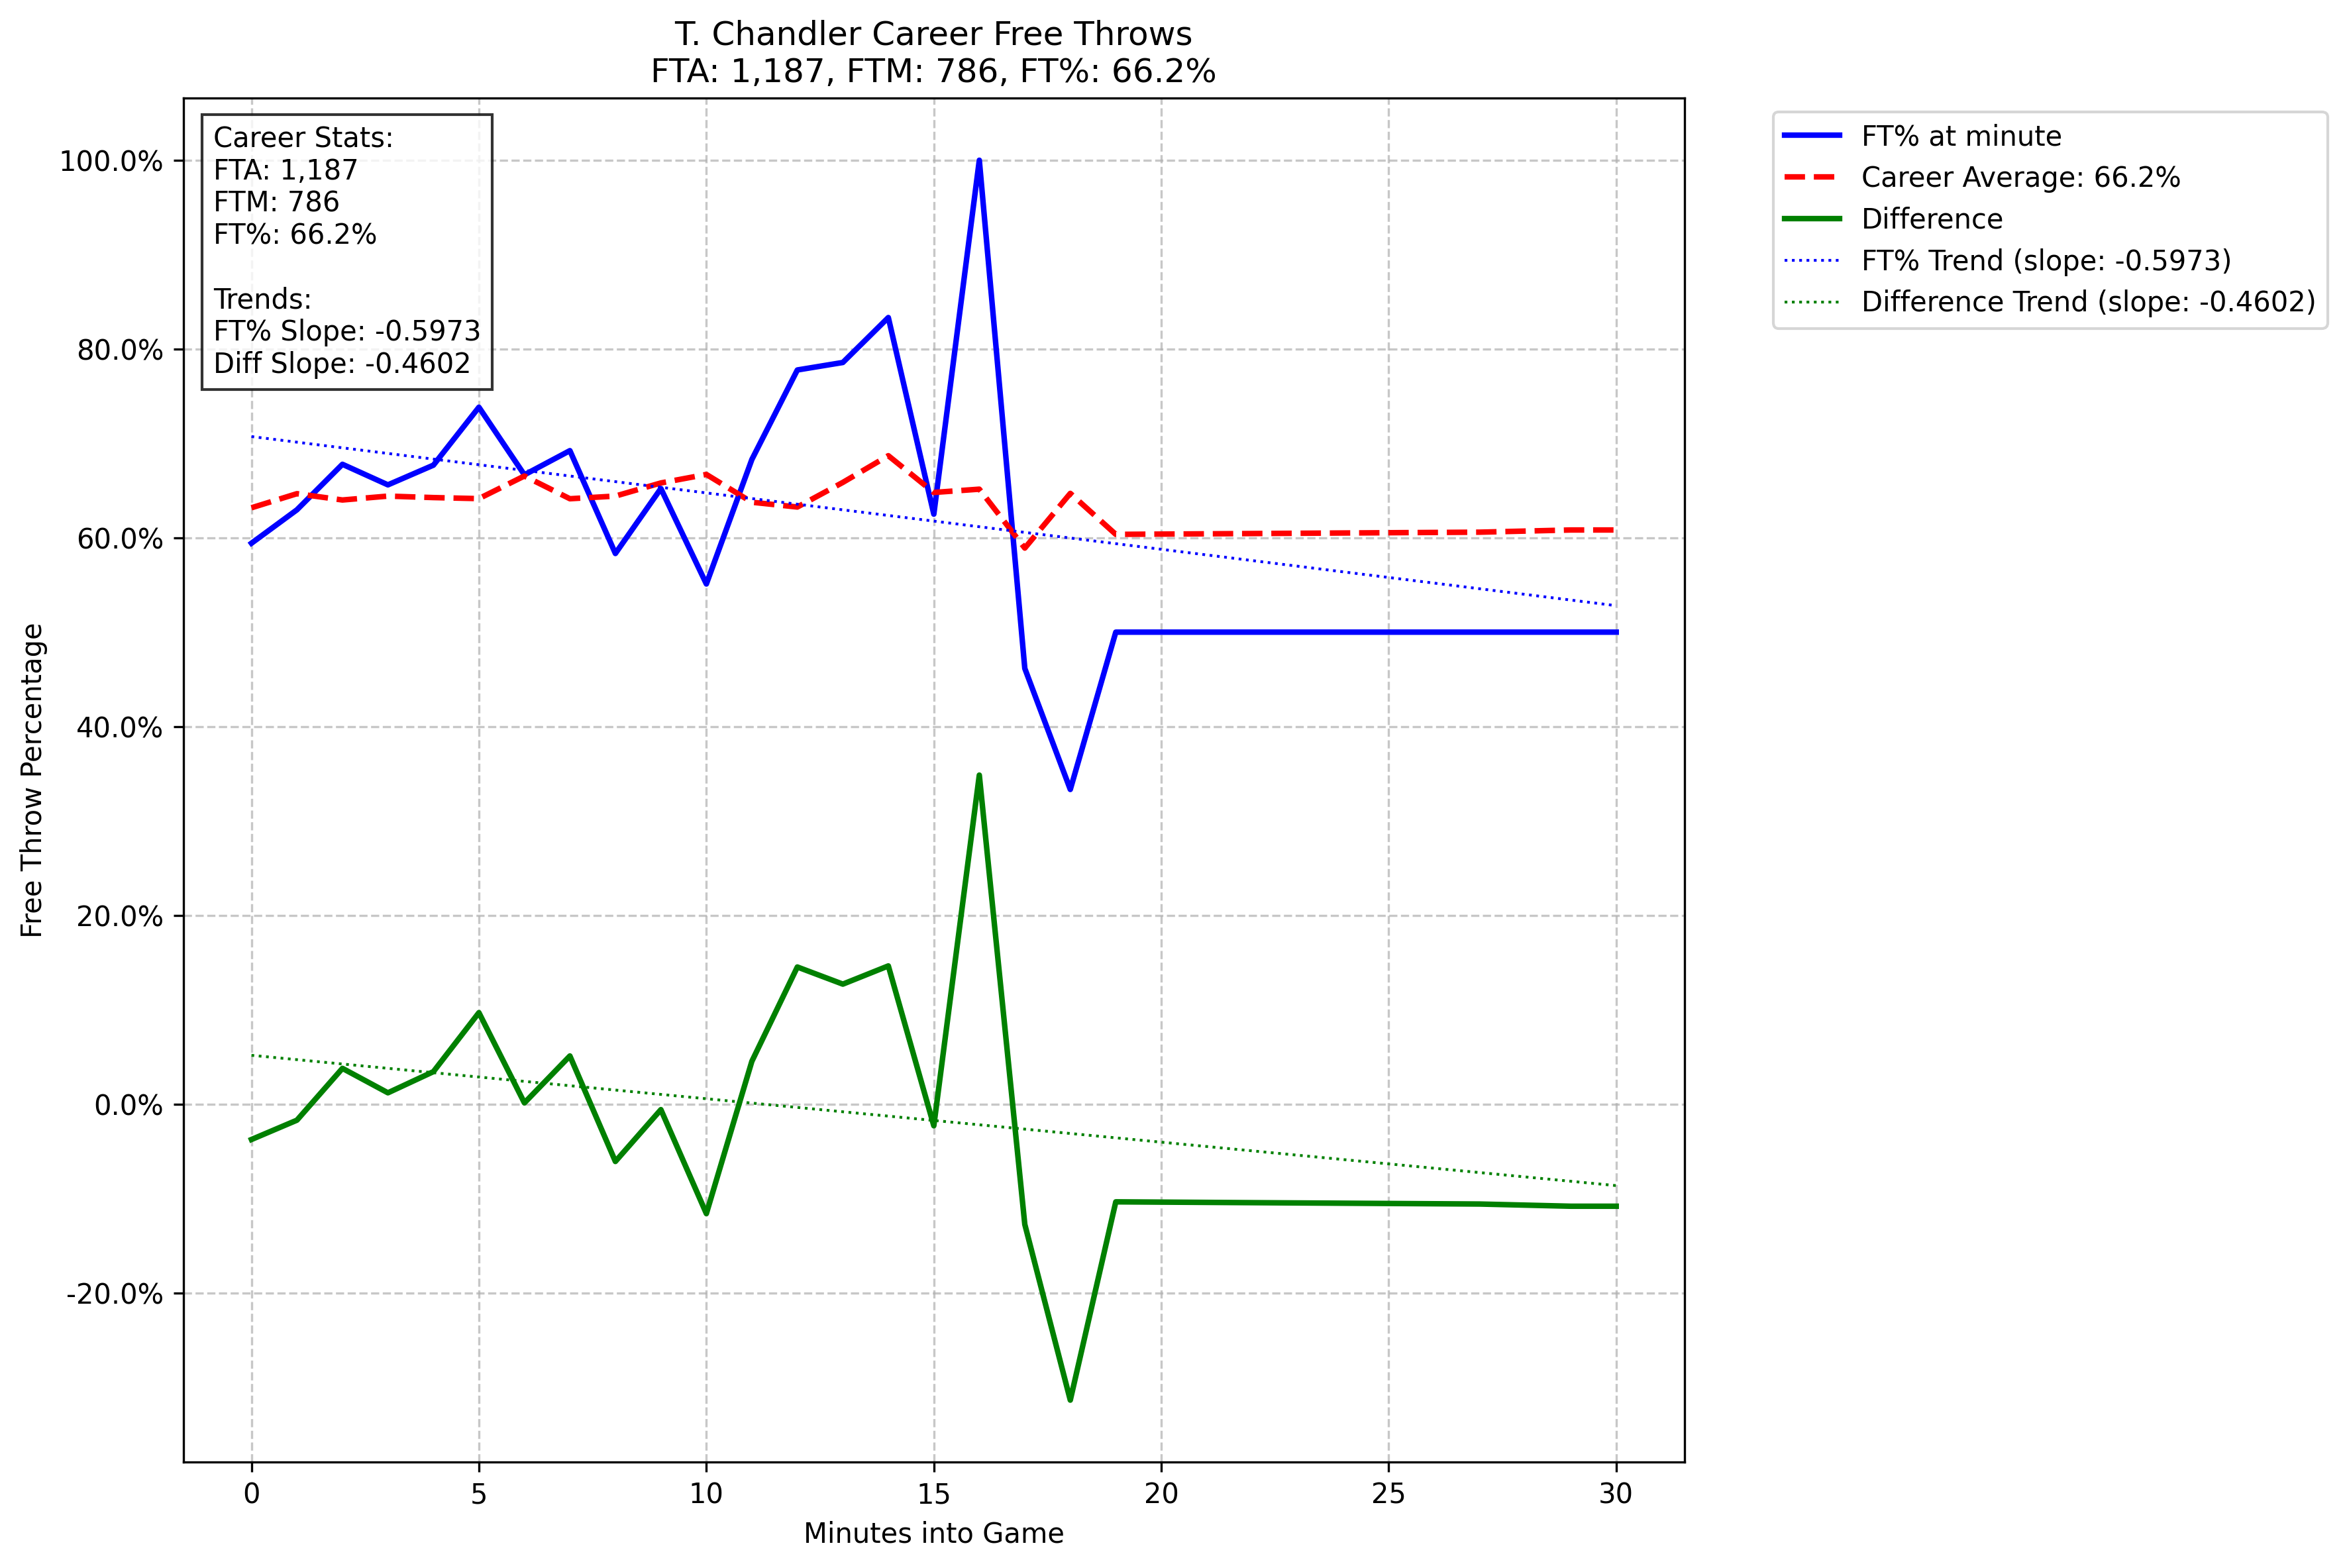 T. Chandler Career Free Throws
FTA: 1,187, FTM: 786, FT%: 66.2%
Career Stats:
FTA: 1,187
FTM: 786
FT%: 66.2%
Trends:
FT% Slope: -0.5973
Diff Slope: -0.4602
FT% at minute
Career Average: 66.2%
Difference
FT% Trend (slope: -0.5973)
Difference Trend (slope: -0.4602)
Free Throw Percentage
100.0%
80.0%
60.0%
40.0%
20.0%
0.0%
-20.0%
0 5 10 15 20 25 30
Minutes into Game